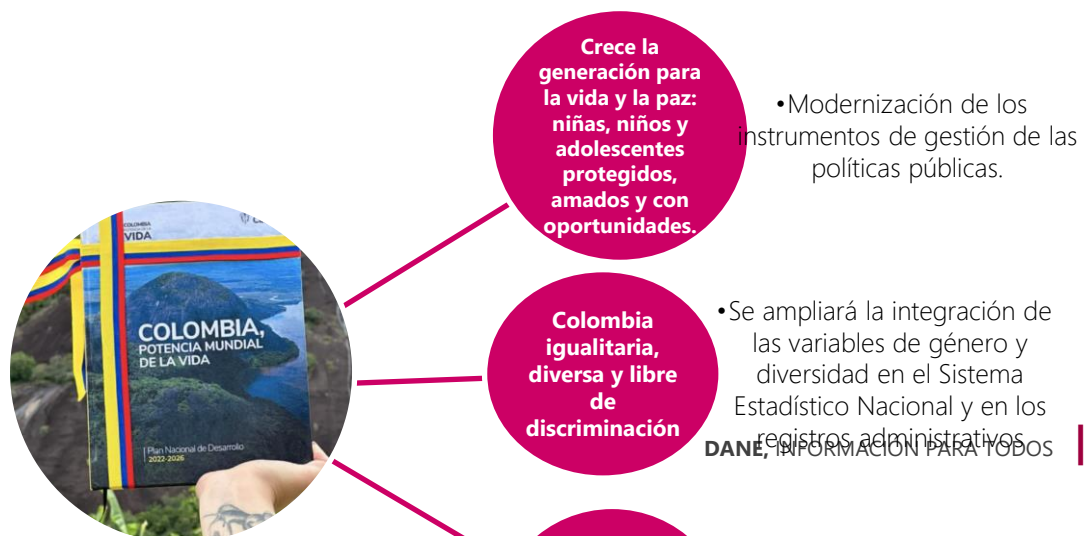 Crece la
generación para
la vida y la paz:
niñas, niños y
adolescentes
protegidos,
amados y con
oportunidades.
•Modernización de los
instrumentos de gestión de las
políticas públicas.
COLOMBIA
VIDA
COLOMBIA,
POTENCIA MUNDIAL
DE LA VIDA
Plan Nacional de Desarrollo
2022-2026
Colombia
igualitaria,
diversa y libre
de
discriminación
•Se ampliará la integración de
las variables de género y
diversidad en el Sistema
Estadístico Nacional y en los
registros administrativos
DANE, INFORMACIÓN PARA TODOS